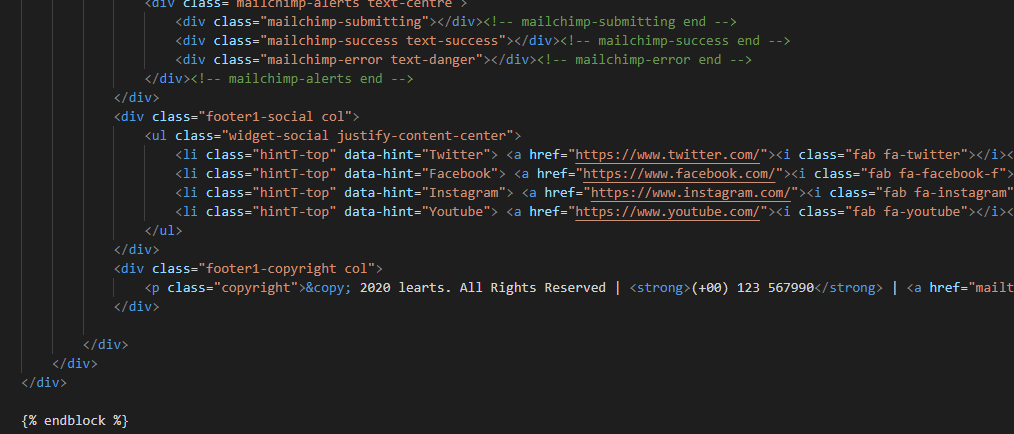 <div class="mailchimp-alerts text-centre">
<div class="mailchimp-submitting"></div><!-- mailchimp-submitting end -->
<div class="mailchimp-success text-success"></div><!-- mailchimp-success end -->
<div class="mailchimp-error text-danger"></div><!-- mailchimp-error end -->
</div><!-- mailchimp-alerts end -->
</div>
<div class="footer1-social col">
<ul class="widget-social justify-content-center">
<li class="hintT-top" data-hint="Twitter"> <a href="https://www.twitter.com/"><i class="fab fa-twitter"></i><
<li class="hintT-top" data-hint="Facebook"> <a href="https://www.facebook.com/"><i class="fab fa-facebook-f">
<li class="hintT-top" data-hint="Instagram"> <a href="https://www.instagram.com/"><i class="fab fa-instagram"
<li class="hintT-top" data-hint="Youtube"> <a href="https://www.youtube.com/"><i class="fab fa-youtube"></i><
</ul>
</div>
<div class="footer1-copyright col">
<p class="copyright">&copy; 2020 learts. All Rights Reserved | <strong>(+00) 123 567990</strong> | <a href="mailt
</div>
</div>
</div>
</div>
{% endblock %}